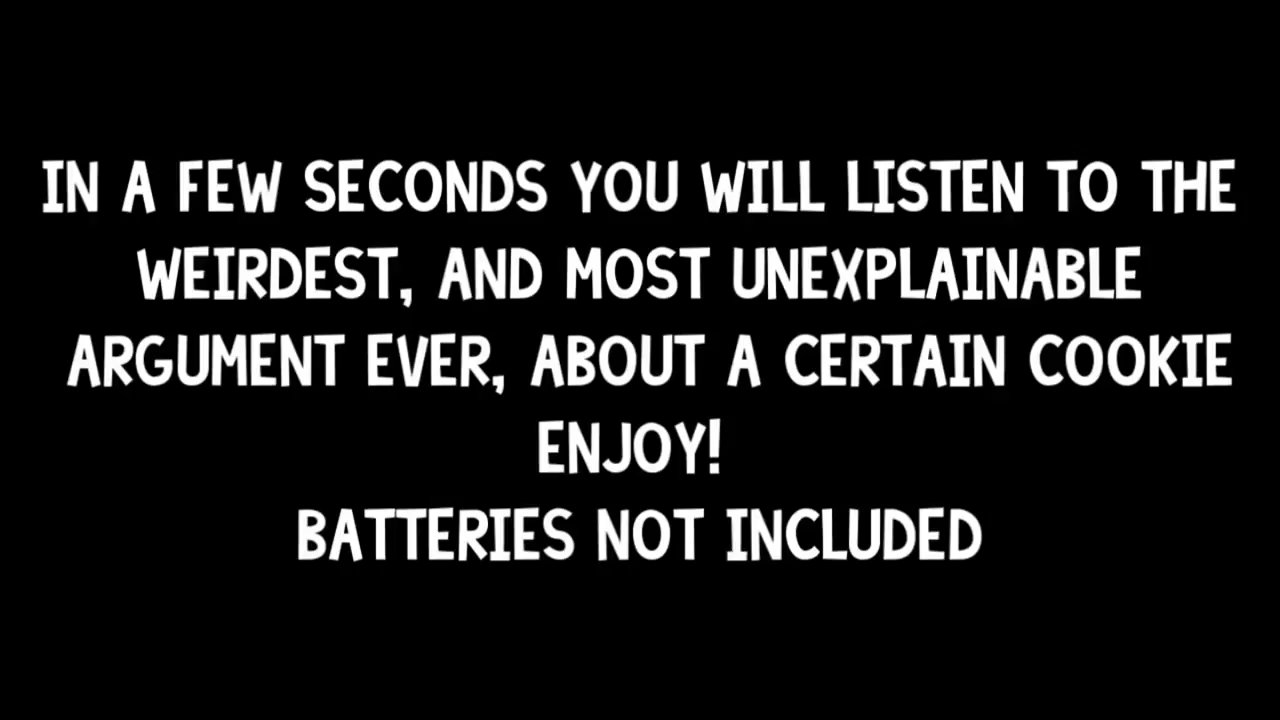 IN A FEW SECONDS YOU WILL LISTEN TO THE
WEIRDEST, AND MOST UNEXPLAINABLE
ARGUMENT EVER, ABOUT A CERTAIN COOKIE
ENJOY!
BATTERIES NOT INCLUDED